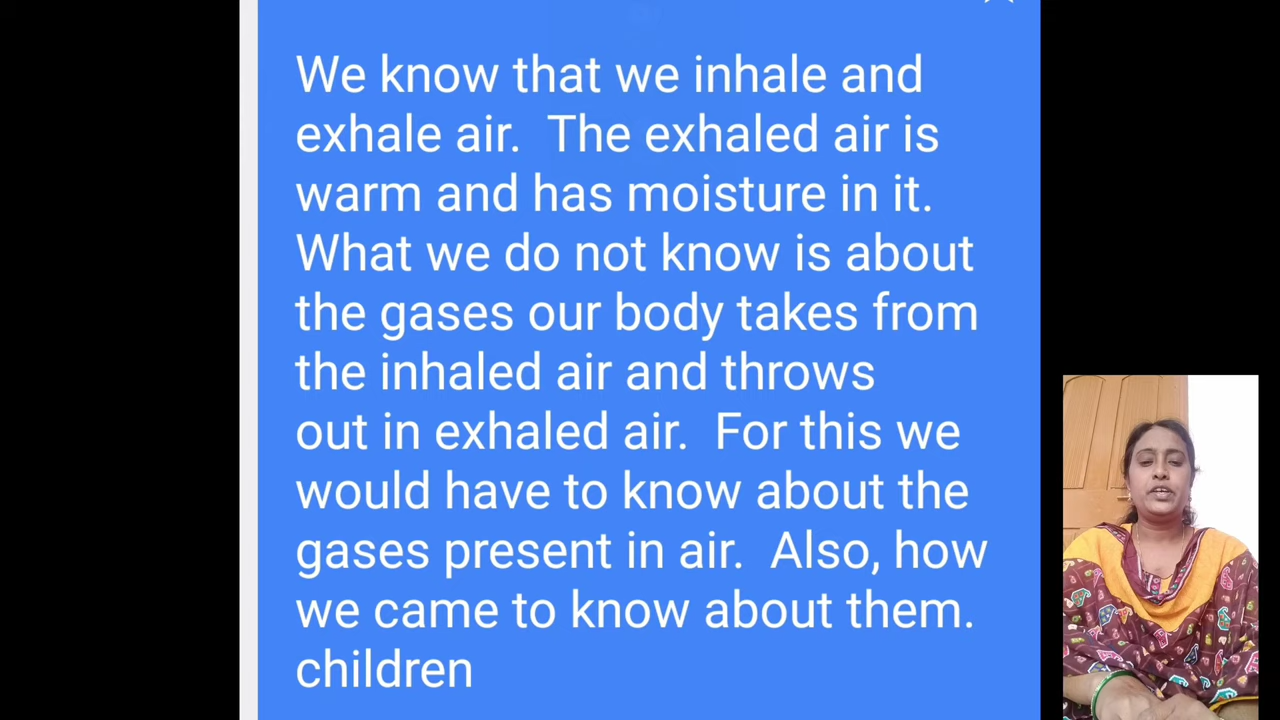 We know that we inhale and
exhale air.  The exhaled air is
warm and has moisture in it.
What we do not know is about
the gases our body takes from
the inhaled air and throws
out in exhaled air.  For this we
would have to know about the
gases present in air.  Also, how
we came to know about them.
children